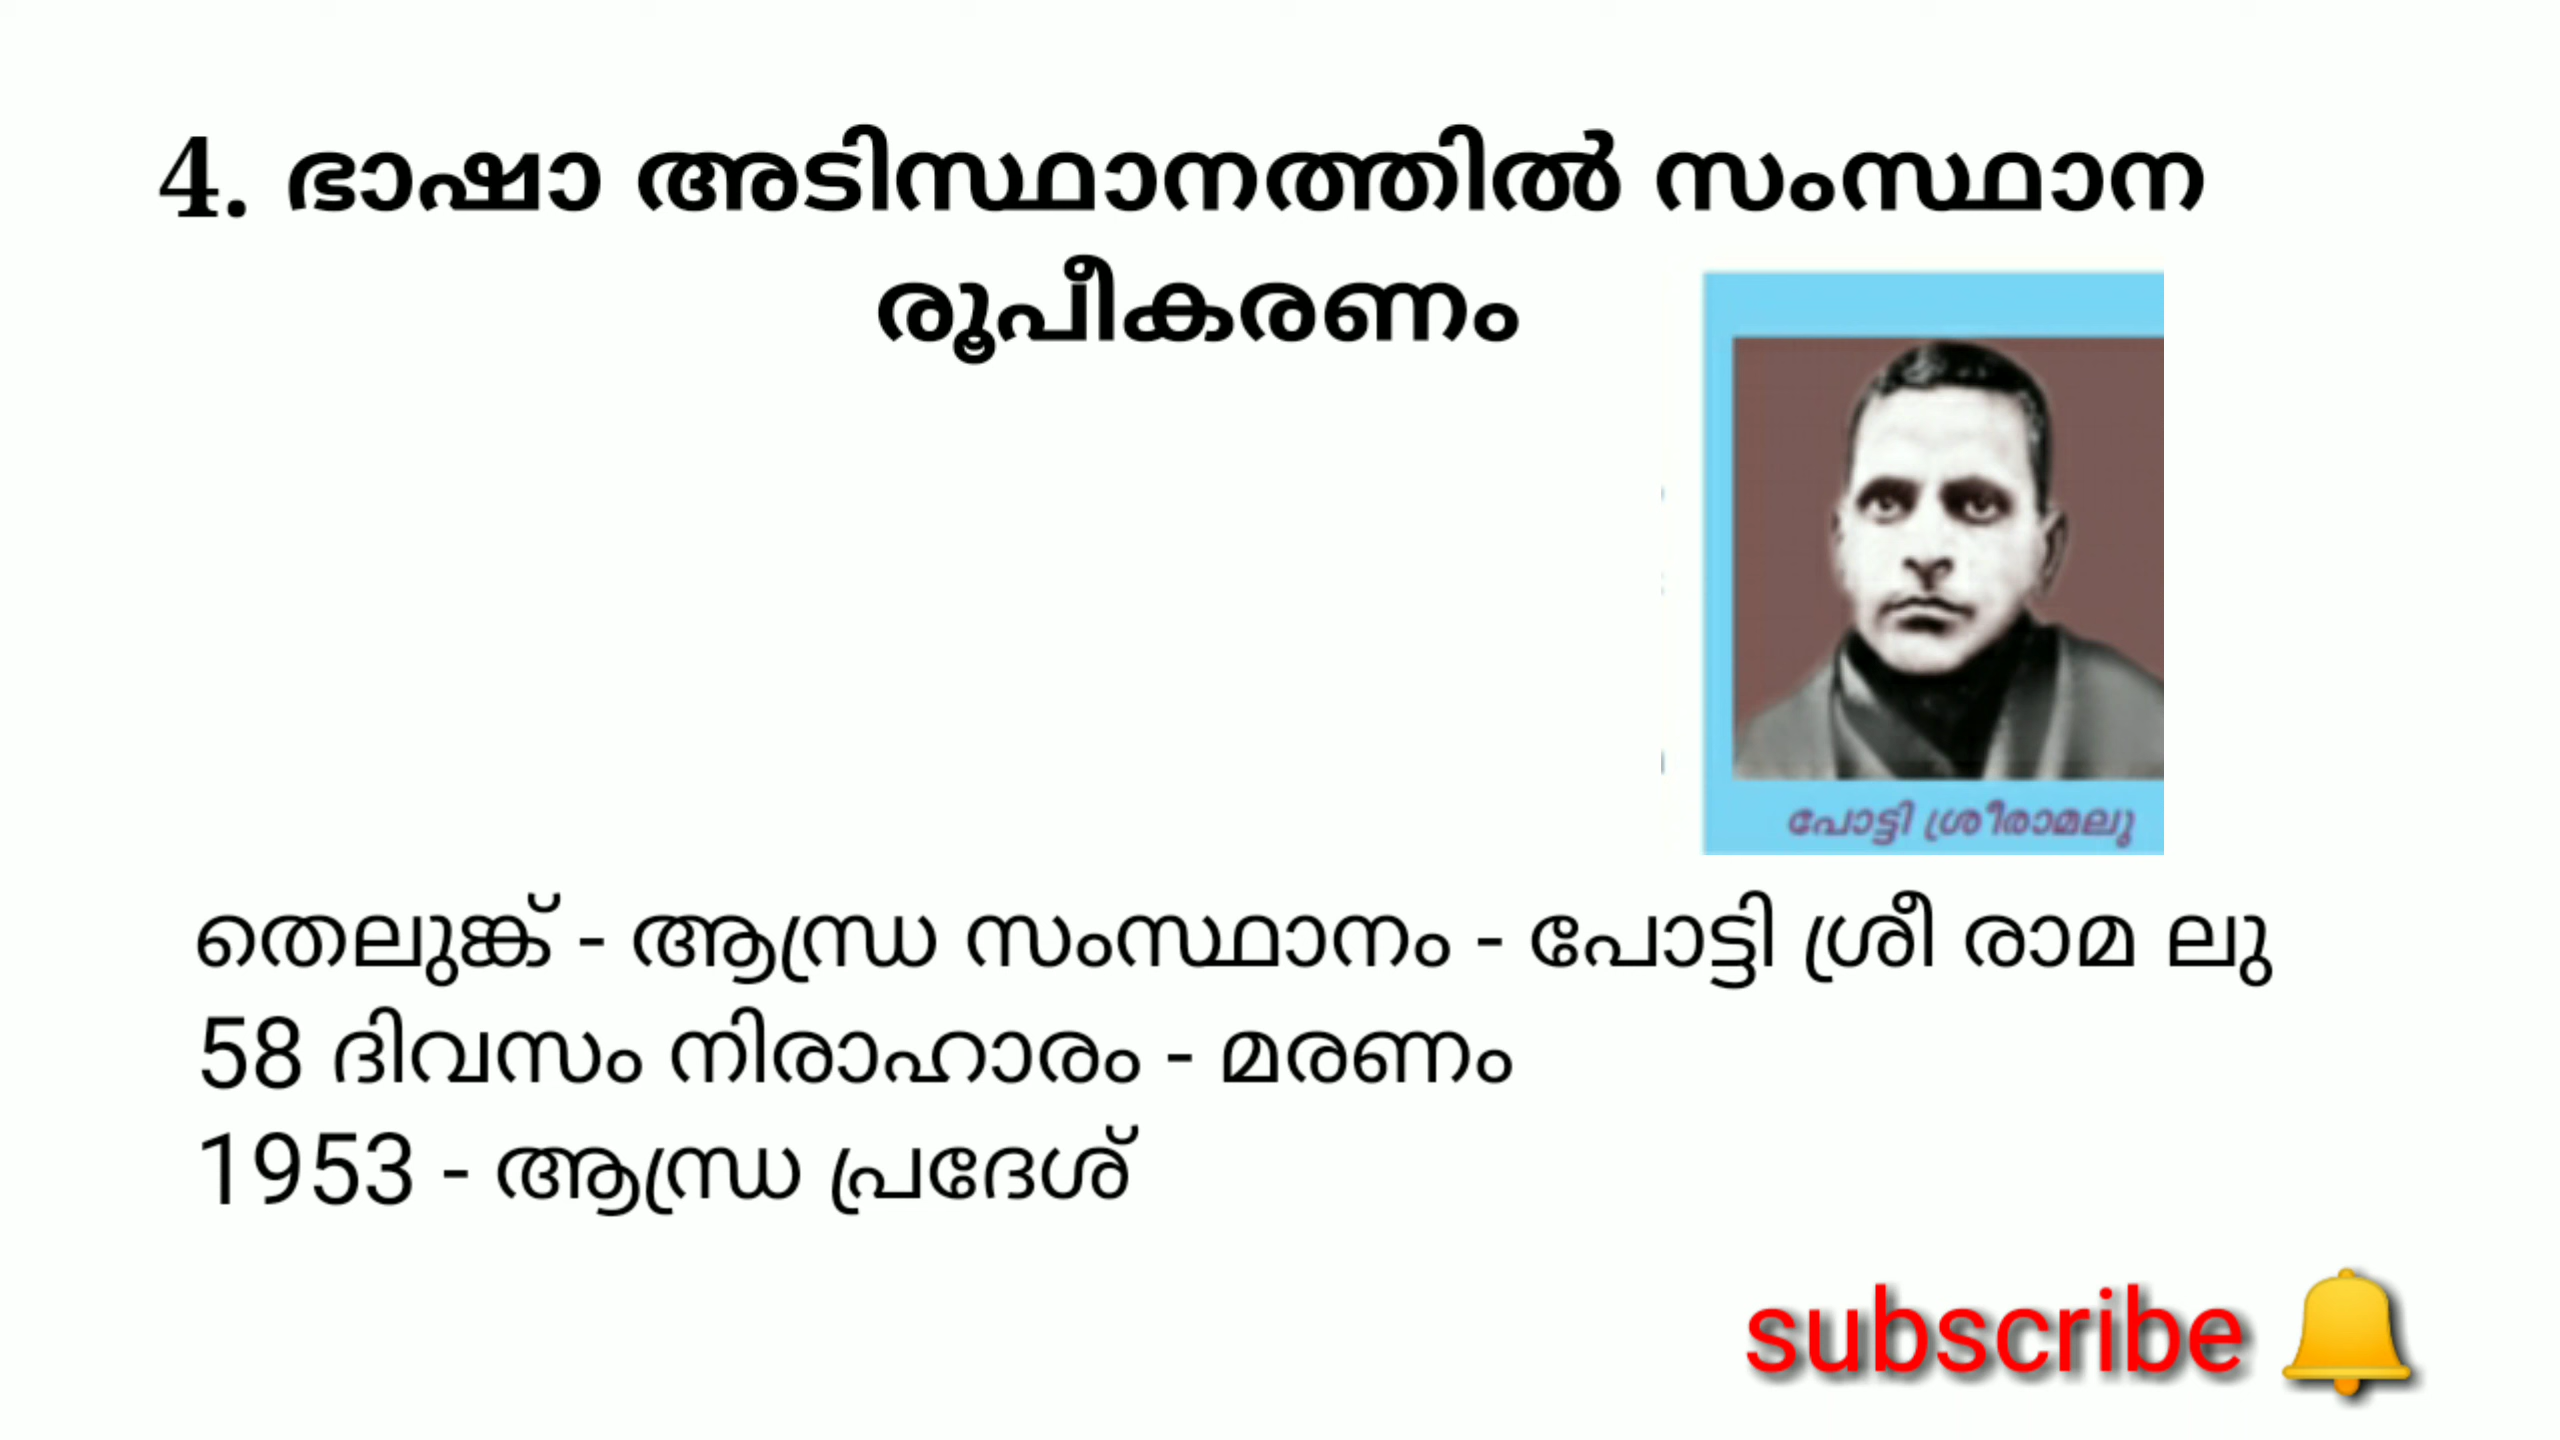 4. ഭാഷാ അടിസ്ഥാനത്തിൽ സംസ്ഥാന
രൂപീകരണം
പോട്ടി ശ്രീരാമലു
തെലുങ്ക് - ആന്ധ്ര സംസ്ഥാനം - പോട്ടി ശ്രീ രാമ ലു
58 ദിവസം നിരാഹാരം - മരണം
1953 - ആന്ധ്ര പ്രദേശ്
subscribe